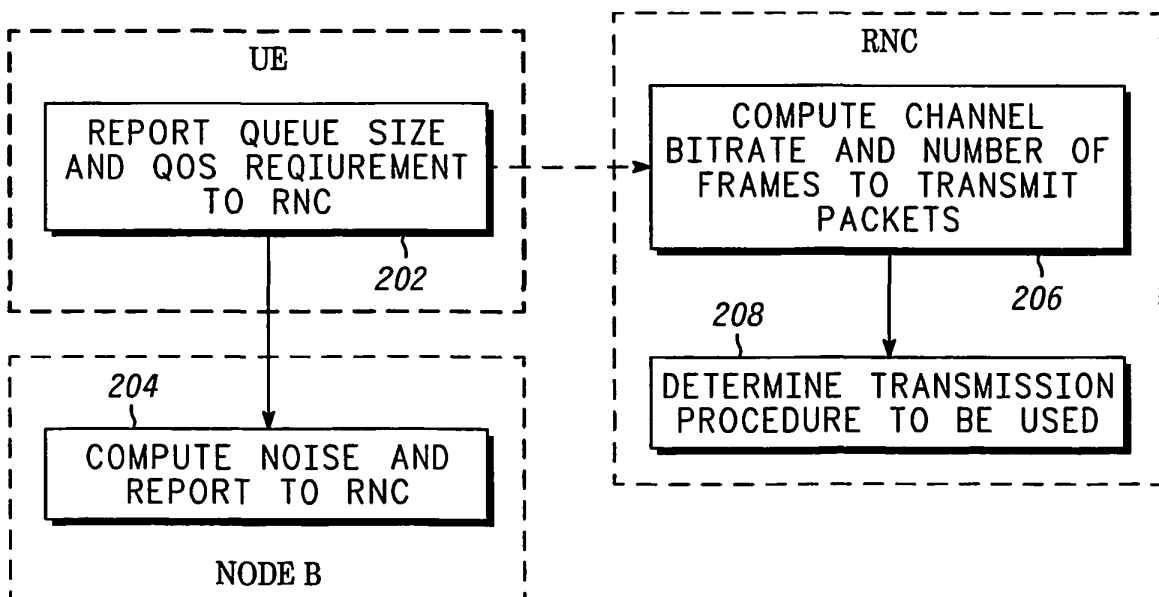 UE
REPORT QUEUE SIZE
AND QOS REQIUREMENT
TO RNC
202
204
COMPUTE NOISE AND
REPORT TO RNC
NODE B
RNC
COMPUTE CHANNEL
BITRATE AND NUMBER OF
FRAMES TO TRANSMIT
PACKETS
206
208
DETERMINE TRANSMISSION
PROCEDURE TO BE USED